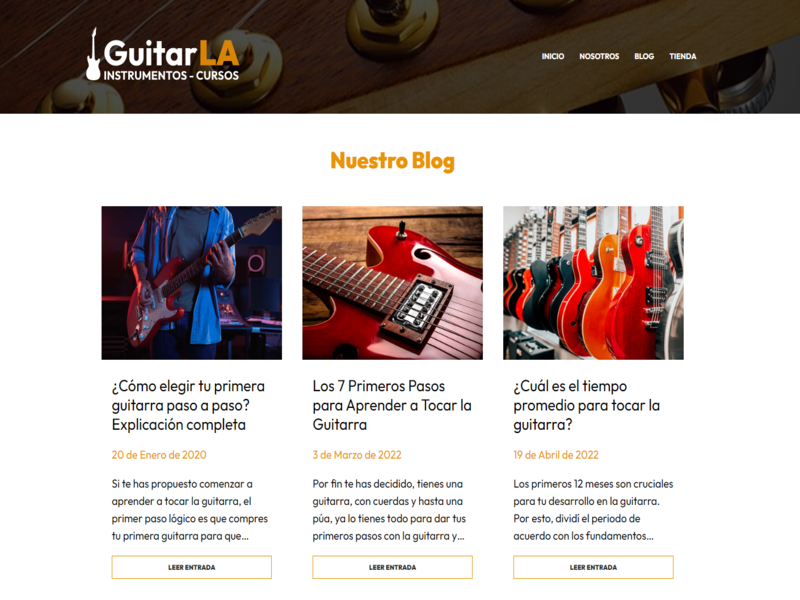 GuitarLA
INSTRUMENTOS - CURSOS
INICIO NOSOTROS BLOG TIENDA
Nuestro Blog
¿Cómo elegir tu primera
guitarra paso a paso?
Explicación completa
20 de Enero de 2020
Si te has propuesto comenzar a
aprender a tocar la guitarra, el
primer paso lógico es que compres
tu primera guitarra para que...
LEER ENTRADA
Los 7 Primeros Pasos
para Aprender a Tocar la
Guitarra
3 de Marzo de 2022
Por fin te has decidido, tienes una
guitarra, con cuerdas y hasta una
púa, ya lo tienes todo para dar tus
primeros pasos con la guitarra y...
LEER ENTRADA
¿Cuál es el tiempo
promedio para tocar la
guitarra?
19 de Abril de 2022
Los primeros 12 meses son cruciales
para tu desarrollo en la guitarra.
Por esto, dividí el periodo de
acuerdo con los fundamentos...
LEER ENTRADA